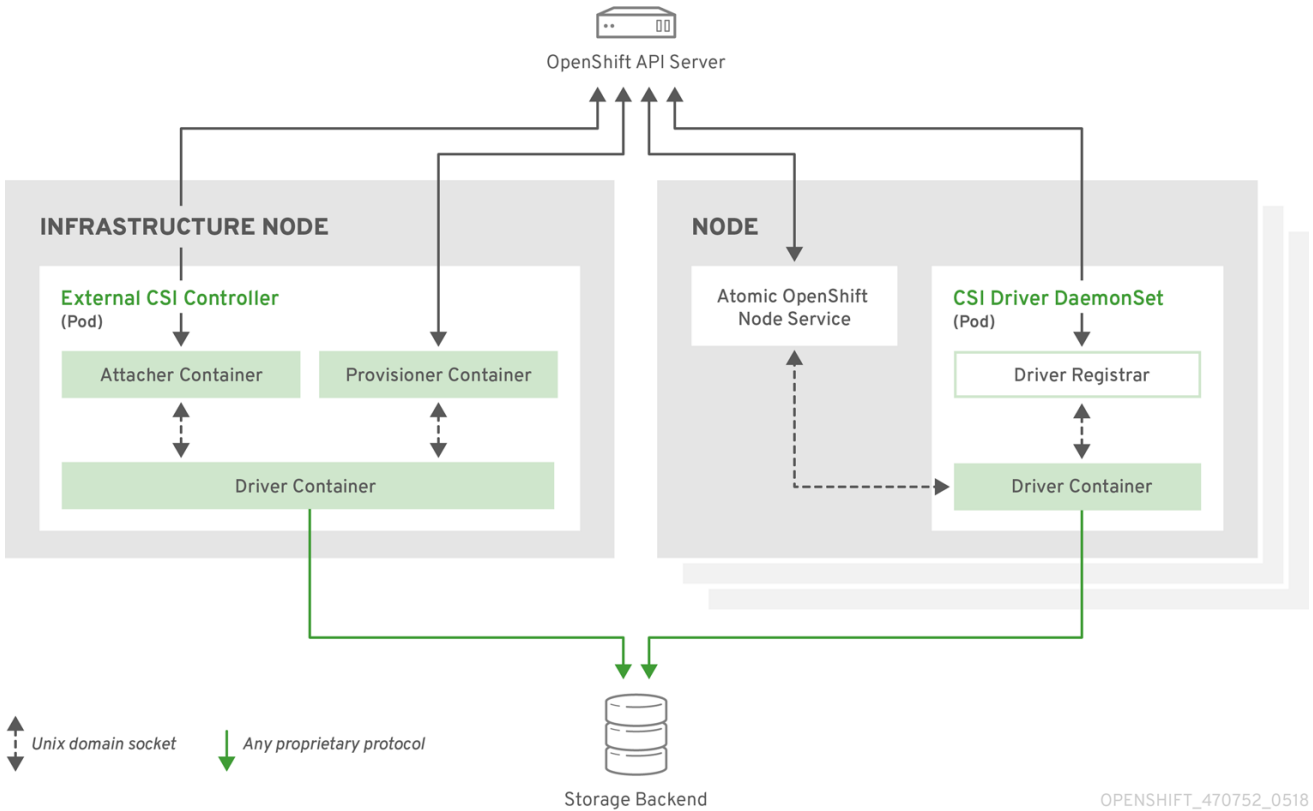 OpenShift API Server
INFRASTRUCTURE NODE
External CSI Controller
(Pod)
Attacher Container
Provisioner Container
Driver Container
NODE
Atomic OpenShift
Node Service
CSI Driver DaemonSet
(Pod)
Driver Registrar
Driver Container
Unix domain socket
Any proprietary protocol
Storage Backend
OPENSHIFT_470752_0518